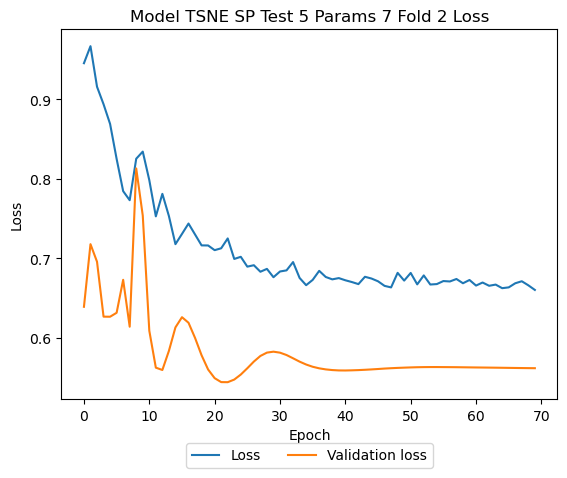 Model TSNE SP Test 5 Params 7 Fold 2 Loss
0.9
0.8
0.7
0.6
Loss
0 10 20 30 40 50 60 70
Epoch
Loss Validation loss